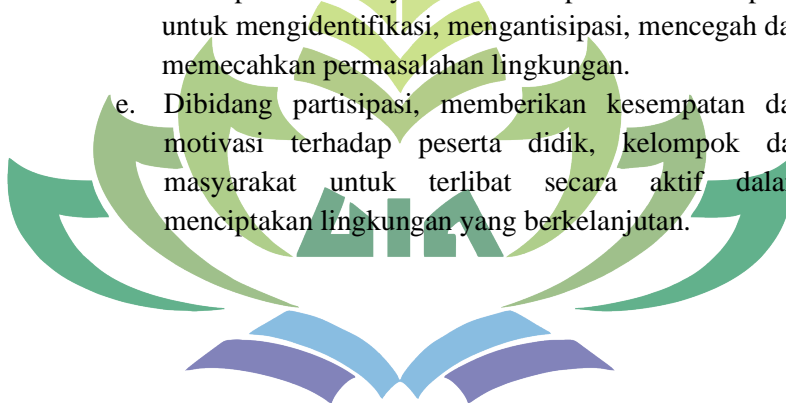 untuk mengidentifikasi, mengantisipasi, mencegah da
memecahkan permasalahan lingkungan.
e. Dibidang partisipasi, memberikan kesempatan da
motivasi terhadap peserta didik, kelompok da
masyarakat untuk terlibat secara aktif dala
menciptakan lingkungan yang berkelanjutan.